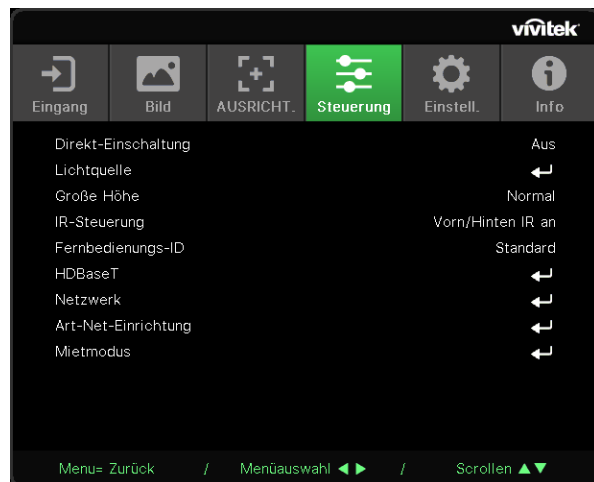 vivitek
Eingang Bild AUSRICHT. Steuerung Einstell. Info
Direkt-Einschaltung Aus
Lichtquelle
Große Höhe Normal
IR-Steuerung Vorn/Hinten IR an
Fernbedienungs-ID Standard
HDBaseT
Netzwerk
Art-Net-Einrichtung
Mietmodus
Menu= Zurück / Menüauswahl ◀ ▶ / Scrollen ▲▼